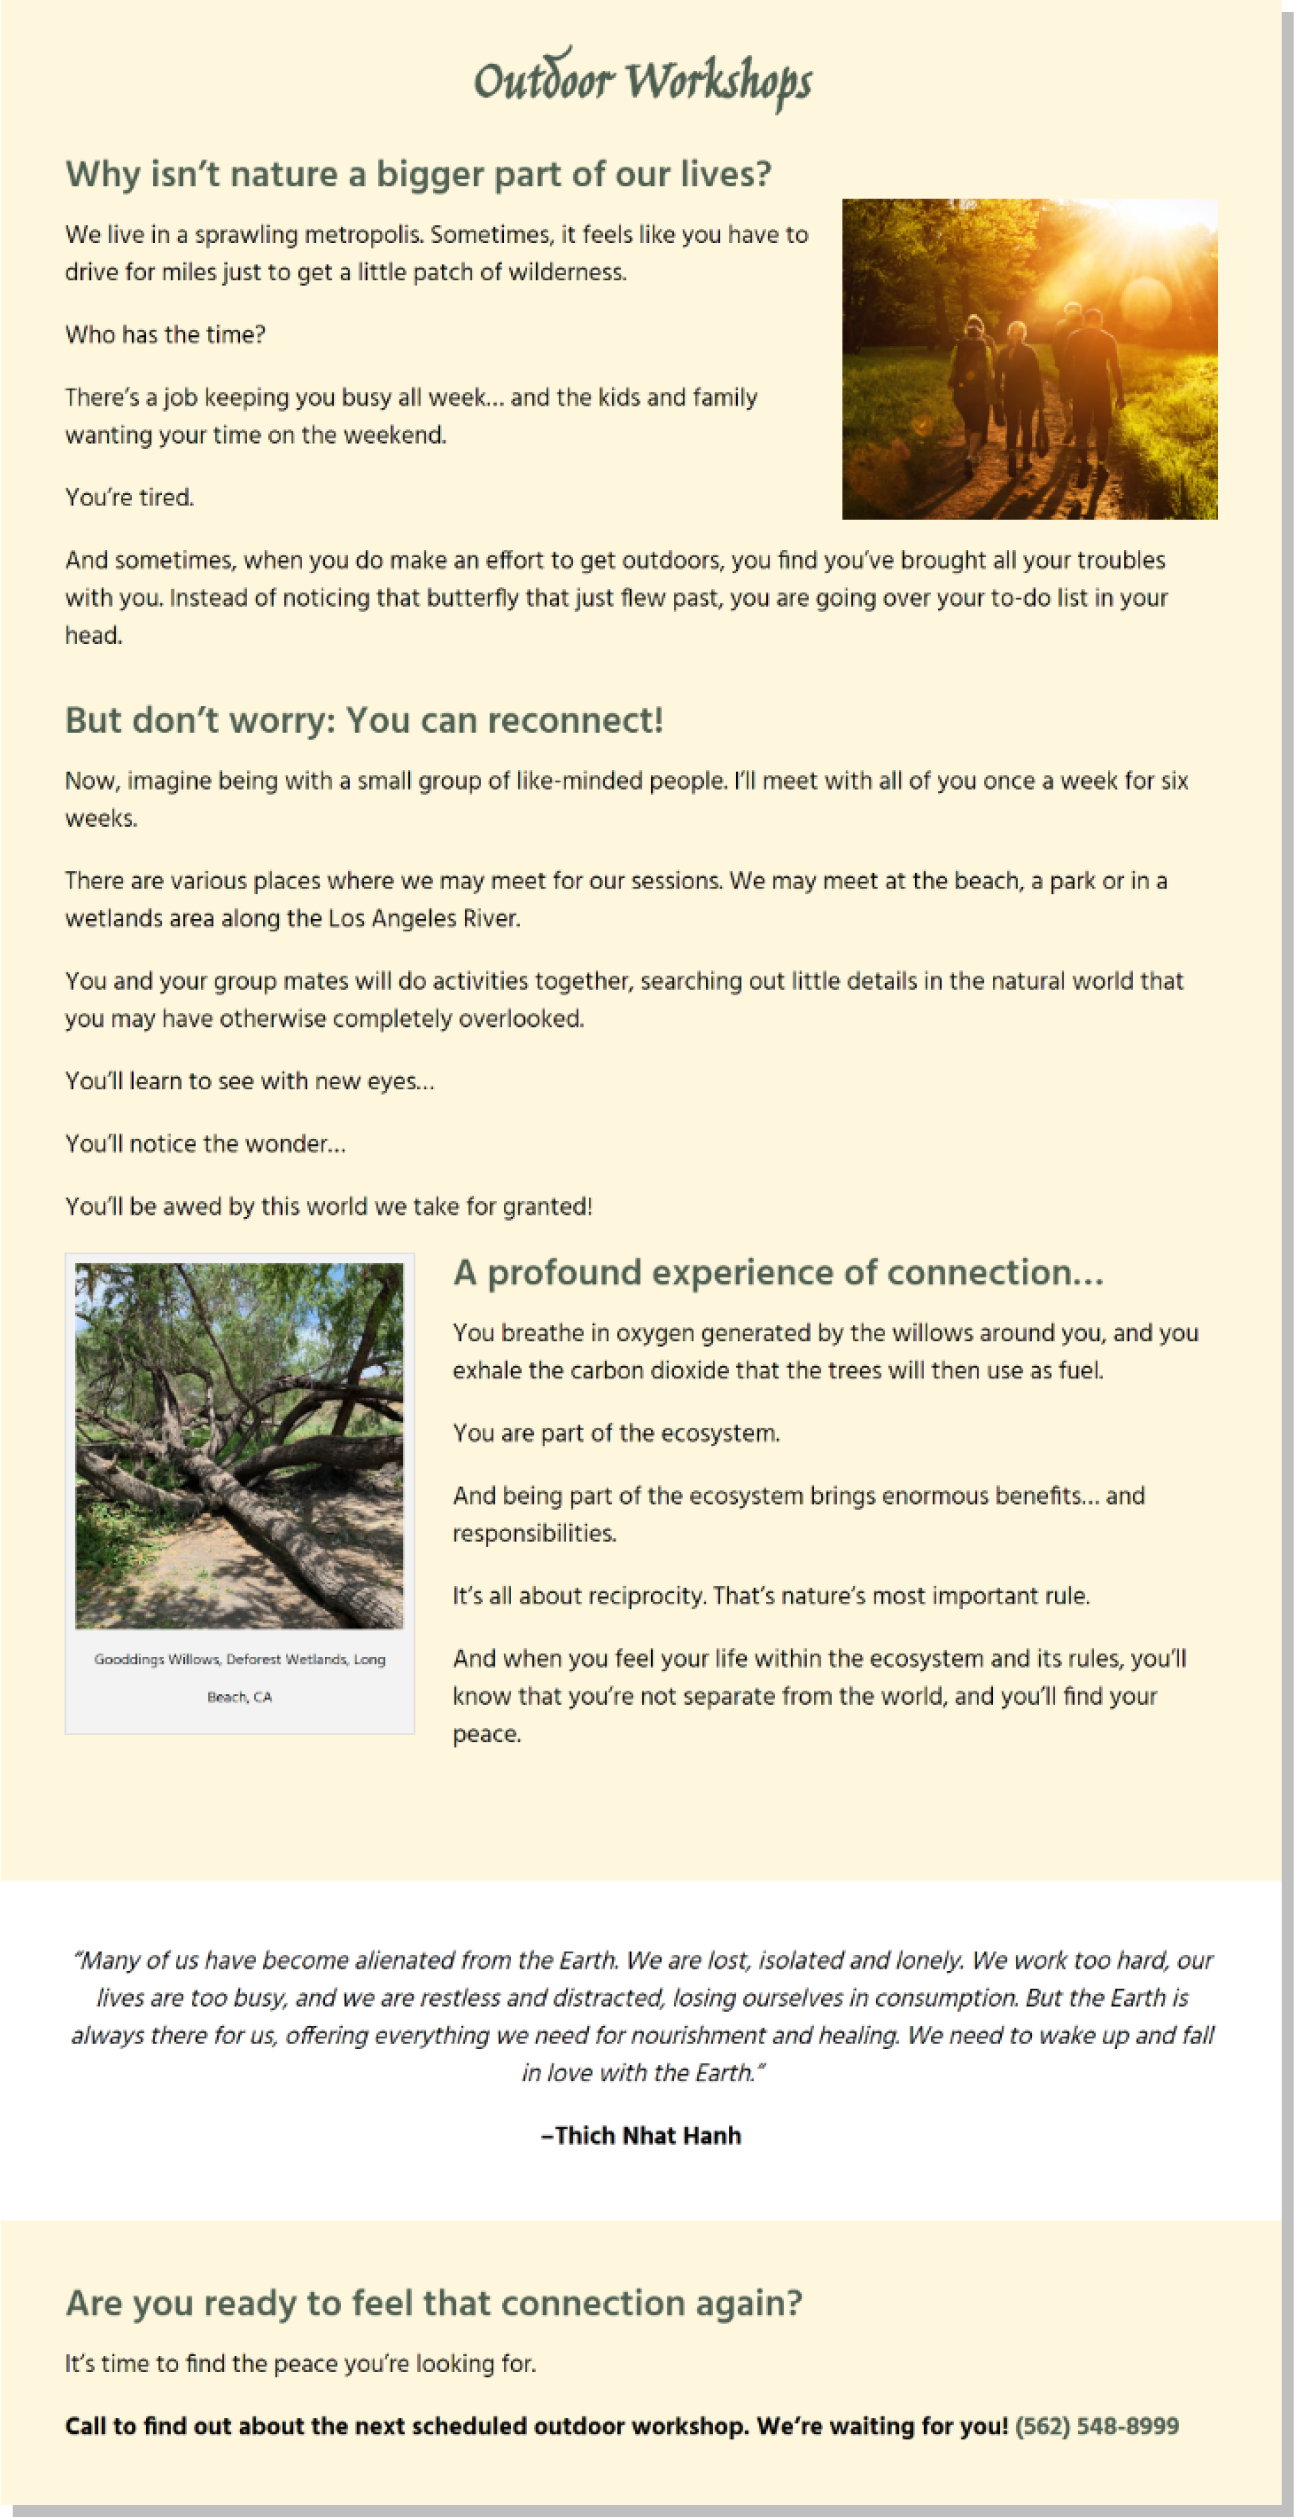 Outdoor Workshops
Why isn’t nature a bigger part of our lives?
We live in a sprawling metropolis. Sometimes, it feels like you have to
drive for miles just to get a little patch of wilderness.
Who has the time?
There’s a job keeping you busy all week… and the kids and family
wanting your time on the weekend.
You’re tired.
And sometimes, when you do make an effort to get outdoors, you find you’ve brought all your troubles
with you. Instead of noticing that butterfly that just flew past, you are going over your to-do list in your
head.
But don’t worry: You can reconnect!
Now, imagine being with a small group of like-minded people. I’ll meet with all of you once a week for six
weeks.
There are various places where we may meet for our sessions. We may meet at the beach, a park or in a
wetlands area along the Los Angeles River.
You and your group mates will do activities together, searching out little details in the natural world that
you may have otherwise completely overlooked.
You’ll learn to see with new eyes…
You’ll notice the wonder…
You’ll be awed by this world we take for granted!
Gooddings Willows, Deforest Wetlands, Long
Beach, CA
A profound experience of connection…
You breathe in oxygen generated by the willows around you, and you
exhale the carbon dioxide that the trees will then use as fuel.
You are part of the ecosystem.
And being part of the ecosystem brings enormous benefits… and
responsibilities.
It’s all about reciprocity. That’s nature’s most important rule.
And when you feel your life within the ecosystem and its rules, you’ll
know that you’re not separate from the world, and you’ll find your
peace.
“Many of us have become alienated from the Earth. We are lost, isolated and lonely. We work too hard, our
lives are too busy, and we are restless and distracted, losing ourselves in consumption. But the Earth is
always there for us, offering everything we need for nourishment and healing. We need to wake up and fall
in love with the Earth.”
–Thich Nhat Hanh
Are you ready to feel that connection again?
It’s time to find the peace you’re looking for.
Call to find out about the next scheduled outdoor workshop. We’re waiting for you! (562) 548-8999